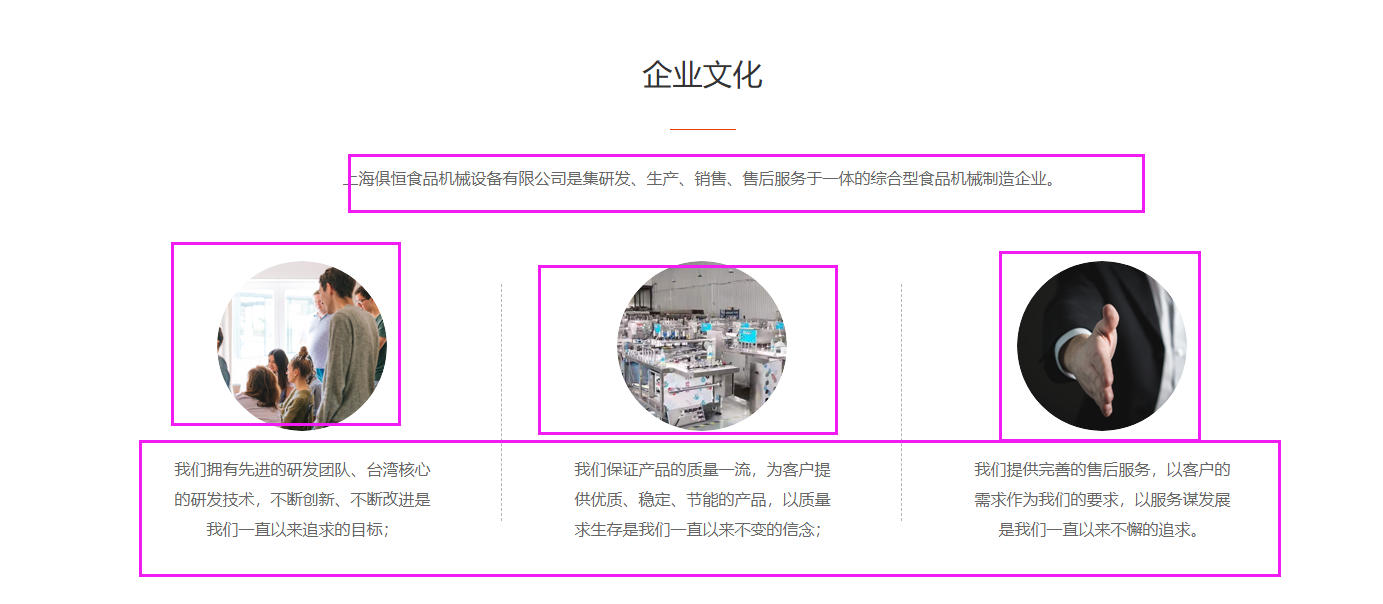 企业文化
上海俱恒食品机械设备有限公司是集研发、生产、销售、售后服务于一体的综合型食品机械制造企业。
我们拥有先进的研发团队、台湾核心
的研发技术，不断创新、不断改进是
我们一直以来追求的目标；
我们保证产品的质量一流，为客户提
供优质、稳定、节能的产品，以质量
求生存是我们一直以来不变的信念；
我们提供完善的售后服务，以客户的
需求作为我们的要求，以服务谋发展
是我们一直以来不懈的追求。